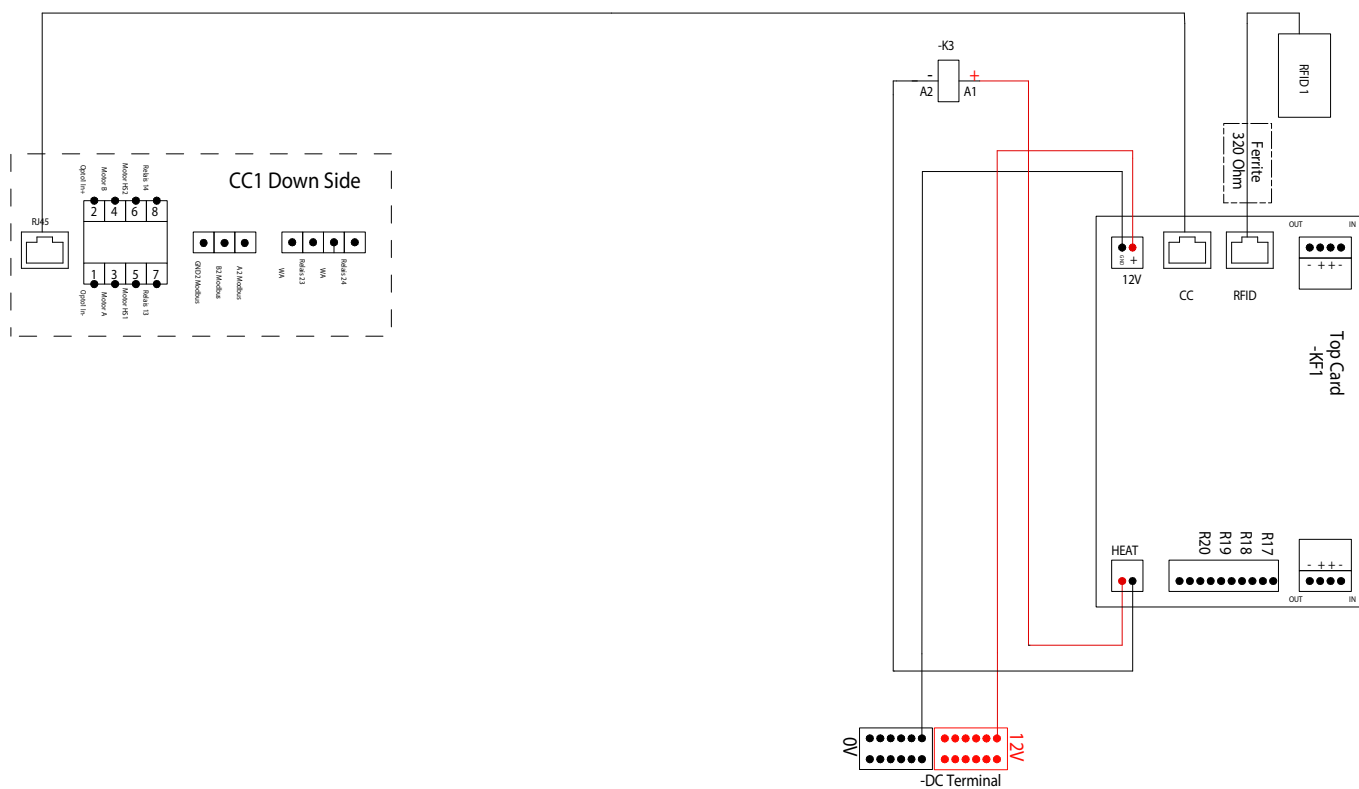 -K3
-
+
A2
A1
RFID 1
Ferrite
320 Ohm
CC1 Down Side
RJ45
Optol In+
Motor B
Motor HS2
Relais 14
2
4
6
8
1
3
5
7
Optol In-
Motor A
Motor HS1
Relais 13
GND2 Modbus
B2 Modbus
A2 Modbus
WA
Relais 23
WA
Relais 24
GND
+
12V
CC
RFID
OUT
IN
- + + -
Top Card
-KF1
HEAT
R20
R19
R18
R17
- + + -
OUT
IN
0V
12V
-DC Terminal